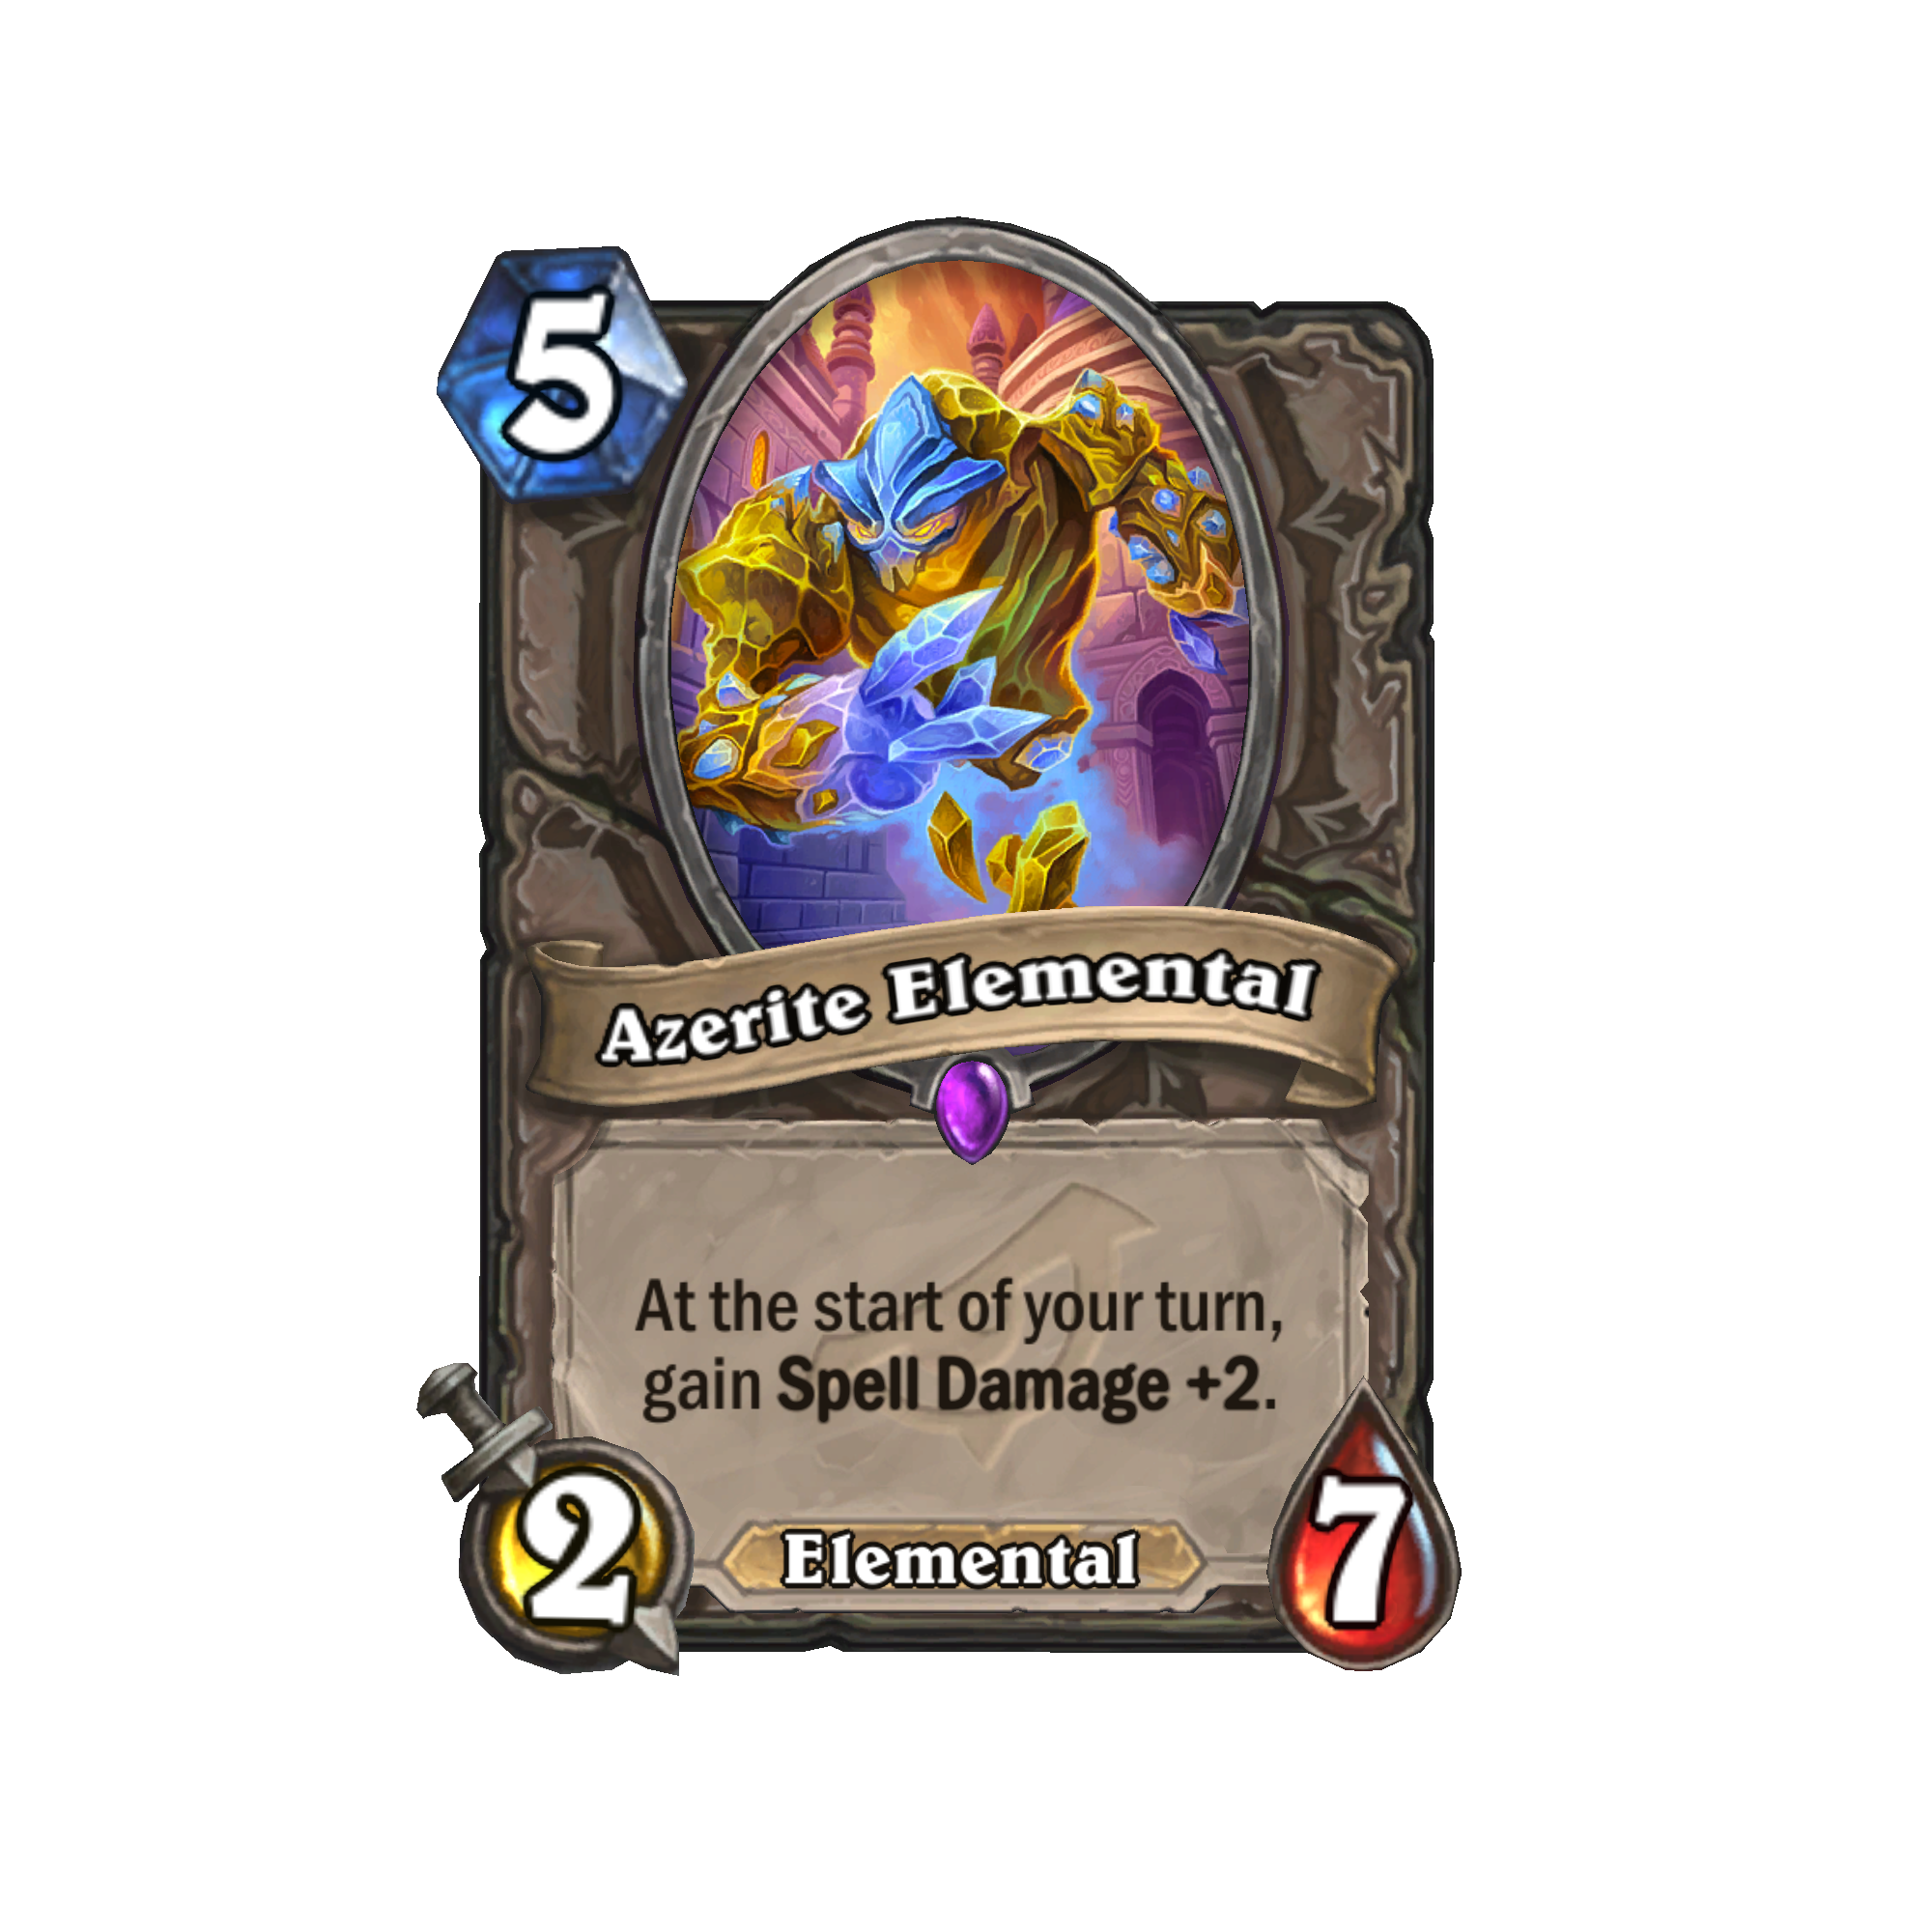 5
Azerite Elemental
At the start of your turn,
gain Spell Damage +2.
2
Elemental
7